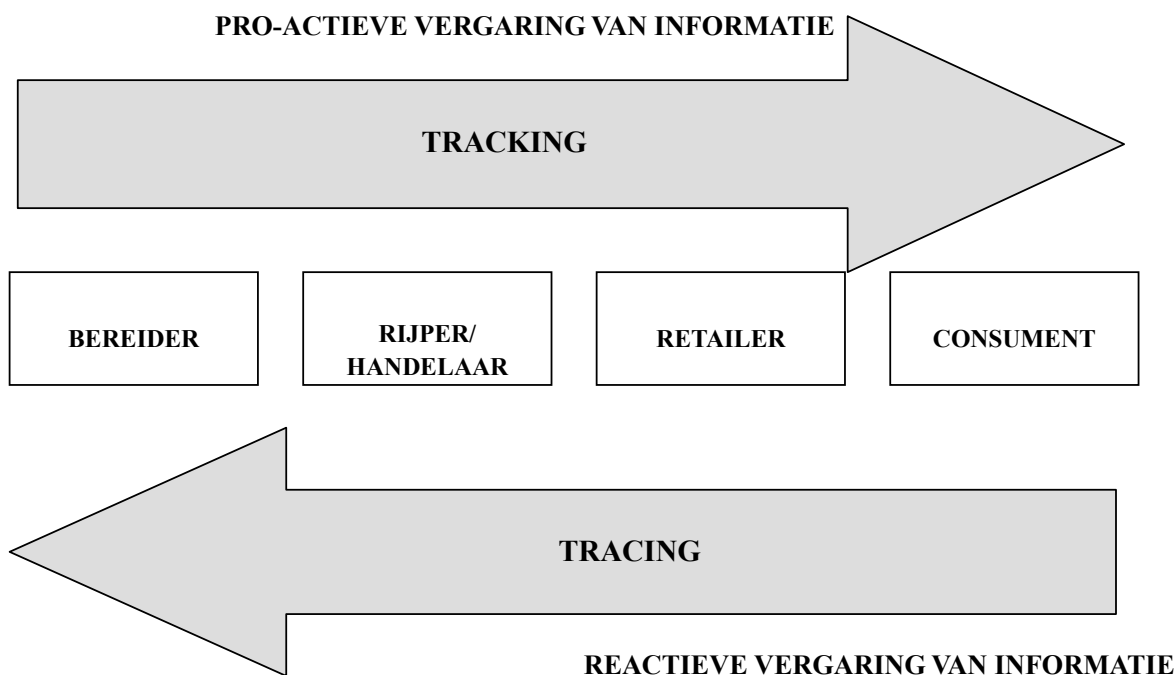 PRO-ACTIEVE VERGARING VAN INFORMATIE
TRACKING
BEREIDER
RIJPER/
HANDELAAR
RETAILER
CONSUMENT
TRACING
REACTIEVE VERGARING VAN INFORMATIE